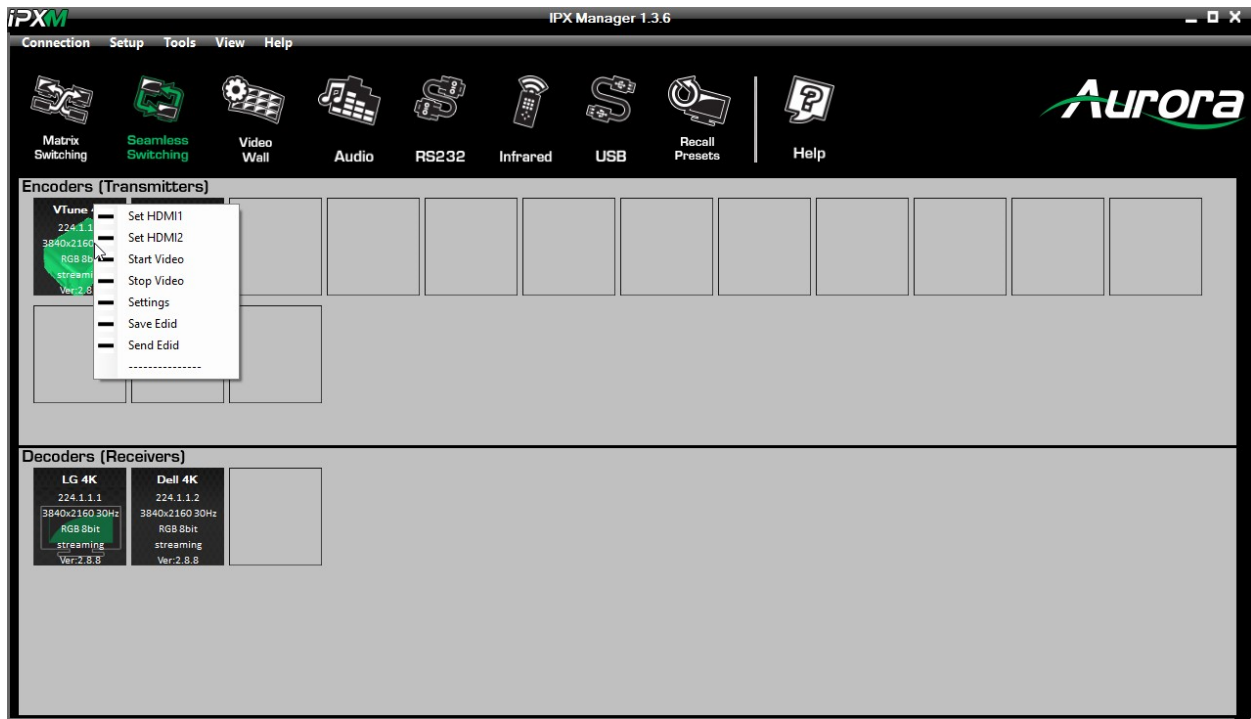 iPXM
IPX Manager 1.3.6
Connection Setup Tools View Help
Matrix
Switching
Seamless
Switching
Video
Wall
Audio
RS232
Infrared
USB
Recall
Presets
Help
Aurora
Encoders (Transmitters)
VTune
224.1.1
3840x2160
RGB 8b
streami
Ver:2.8
Set HDMI1
Set HDMI2
Start Video
Stop Video
Settings
Save Edid
Send Edid
---------------
Decoders (Receivers)
LG 4K
224.1.1.1
3840x2160 30Hz
RGB 8bit
streaming
Ver:2.8.8
Dell 4K
224.1.1.2
3840x2160 30Hz
RGB 8bit
streaming
Ver:2.8.8